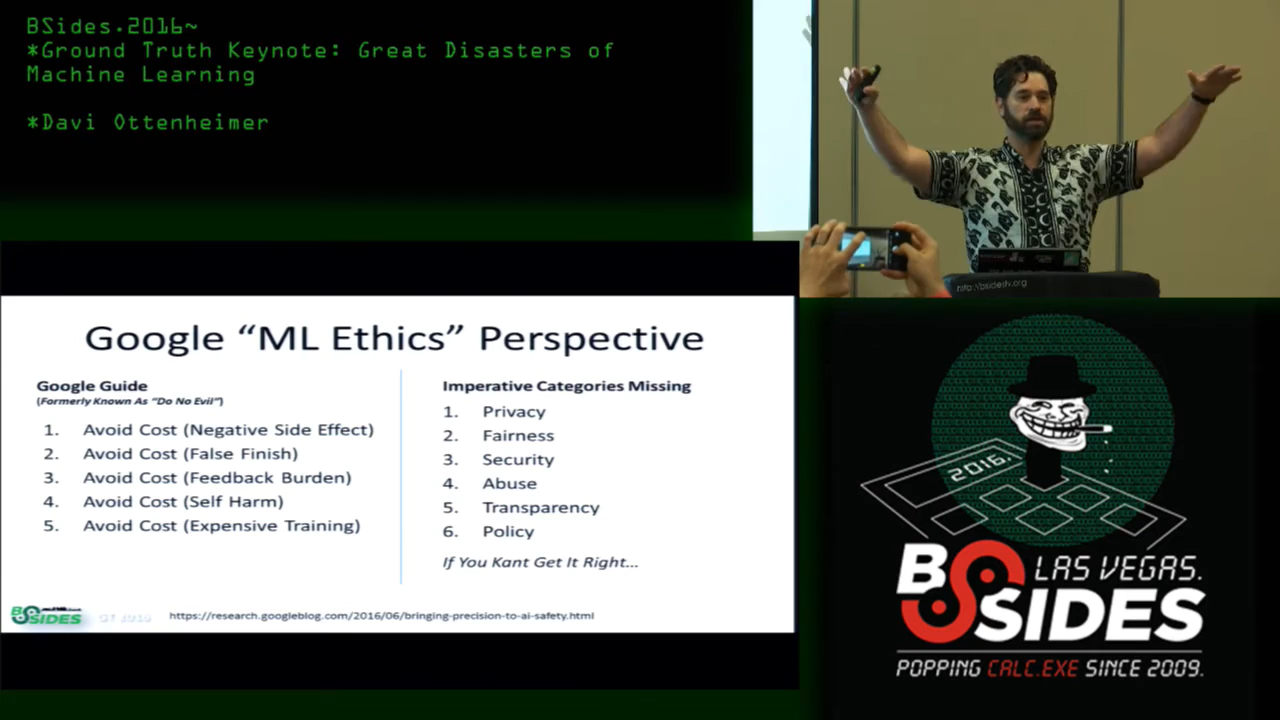 BSides.2016~
*Ground Truth Keynote: Great Disasters of
Machine Learning
*Davi Ottenheimer
http://bsideslv.org
Google “ML Ethics” Perspective
Google Guide
(Formerly Known As “Do No Evil”)
1. Avoid Cost (Negative Side Effect)
2. Avoid Cost (False Finish)
3. Avoid Cost (Feedback Burden)
4. Avoid Cost (Self Harm)
5. Avoid Cost (Expensive Training)
Imperative Categories Missing
1. Privacy
2. Fairness
3. Security
4. Abuse
5. Transparency
6. Policy
If You Kant Get It Right...
BSIDES GT 2016
https://research.googleblog.com/2016/06/bringing-precision-to-ai-safety.html
2016.
BSIDES LAS VEGAS.
POPPING CALC.EXE SINCE 2009.